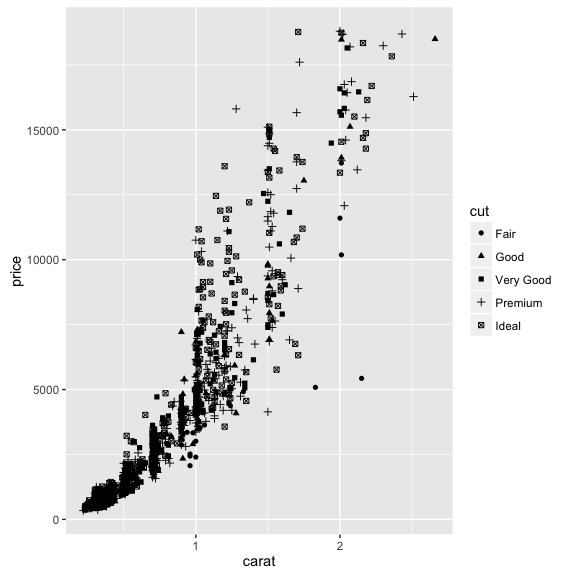 15000
10000
5000
0
price
1 2
carat
cut
Fair
Good
Very Good
Premium
Ideal